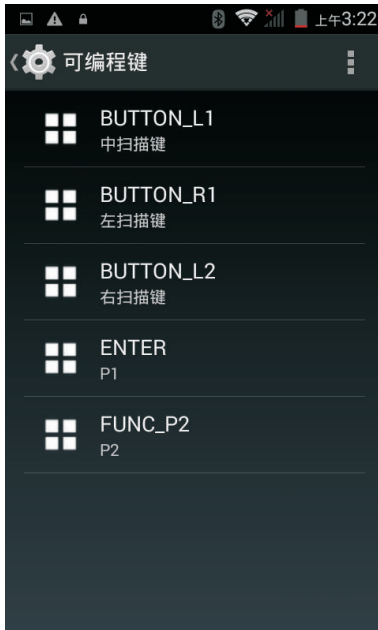 上午3:22
可编程键
BUTTON_L1
中扫描键
BUTTON_R1
左扫描键
BUTTON_L2
右扫描键
ENTER
P1
FUNC_P2
P2